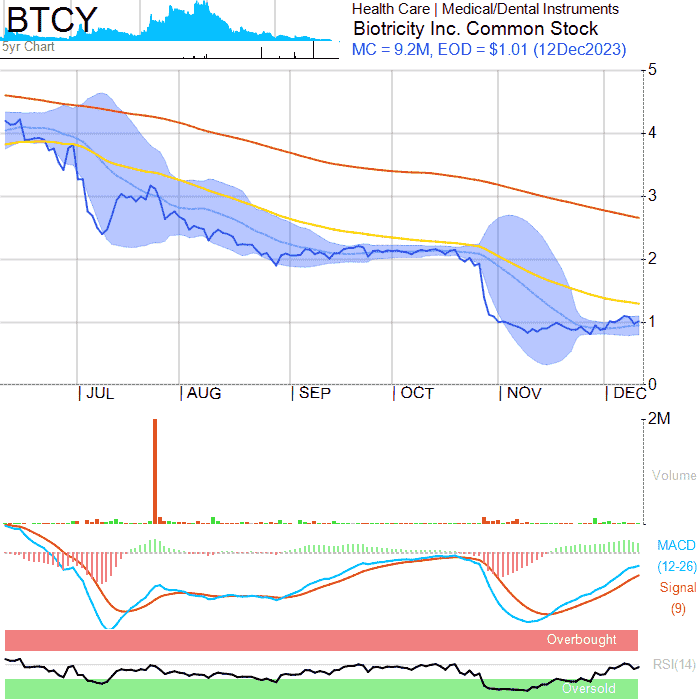 BTCY
5yr Chart
Health Care | Medical/Dental Instruments
Biotricity Inc. Common Stock
MC = 9.2M, EOD = $1.01 (12Dec2023)
5
4
3
2
1
0
| JUL | AUG | SEP | OCT | NOV | DEC
2M
Volume
MACD
(12-26)
Signal
(9)
Overbought
RSI(14)
Oversold